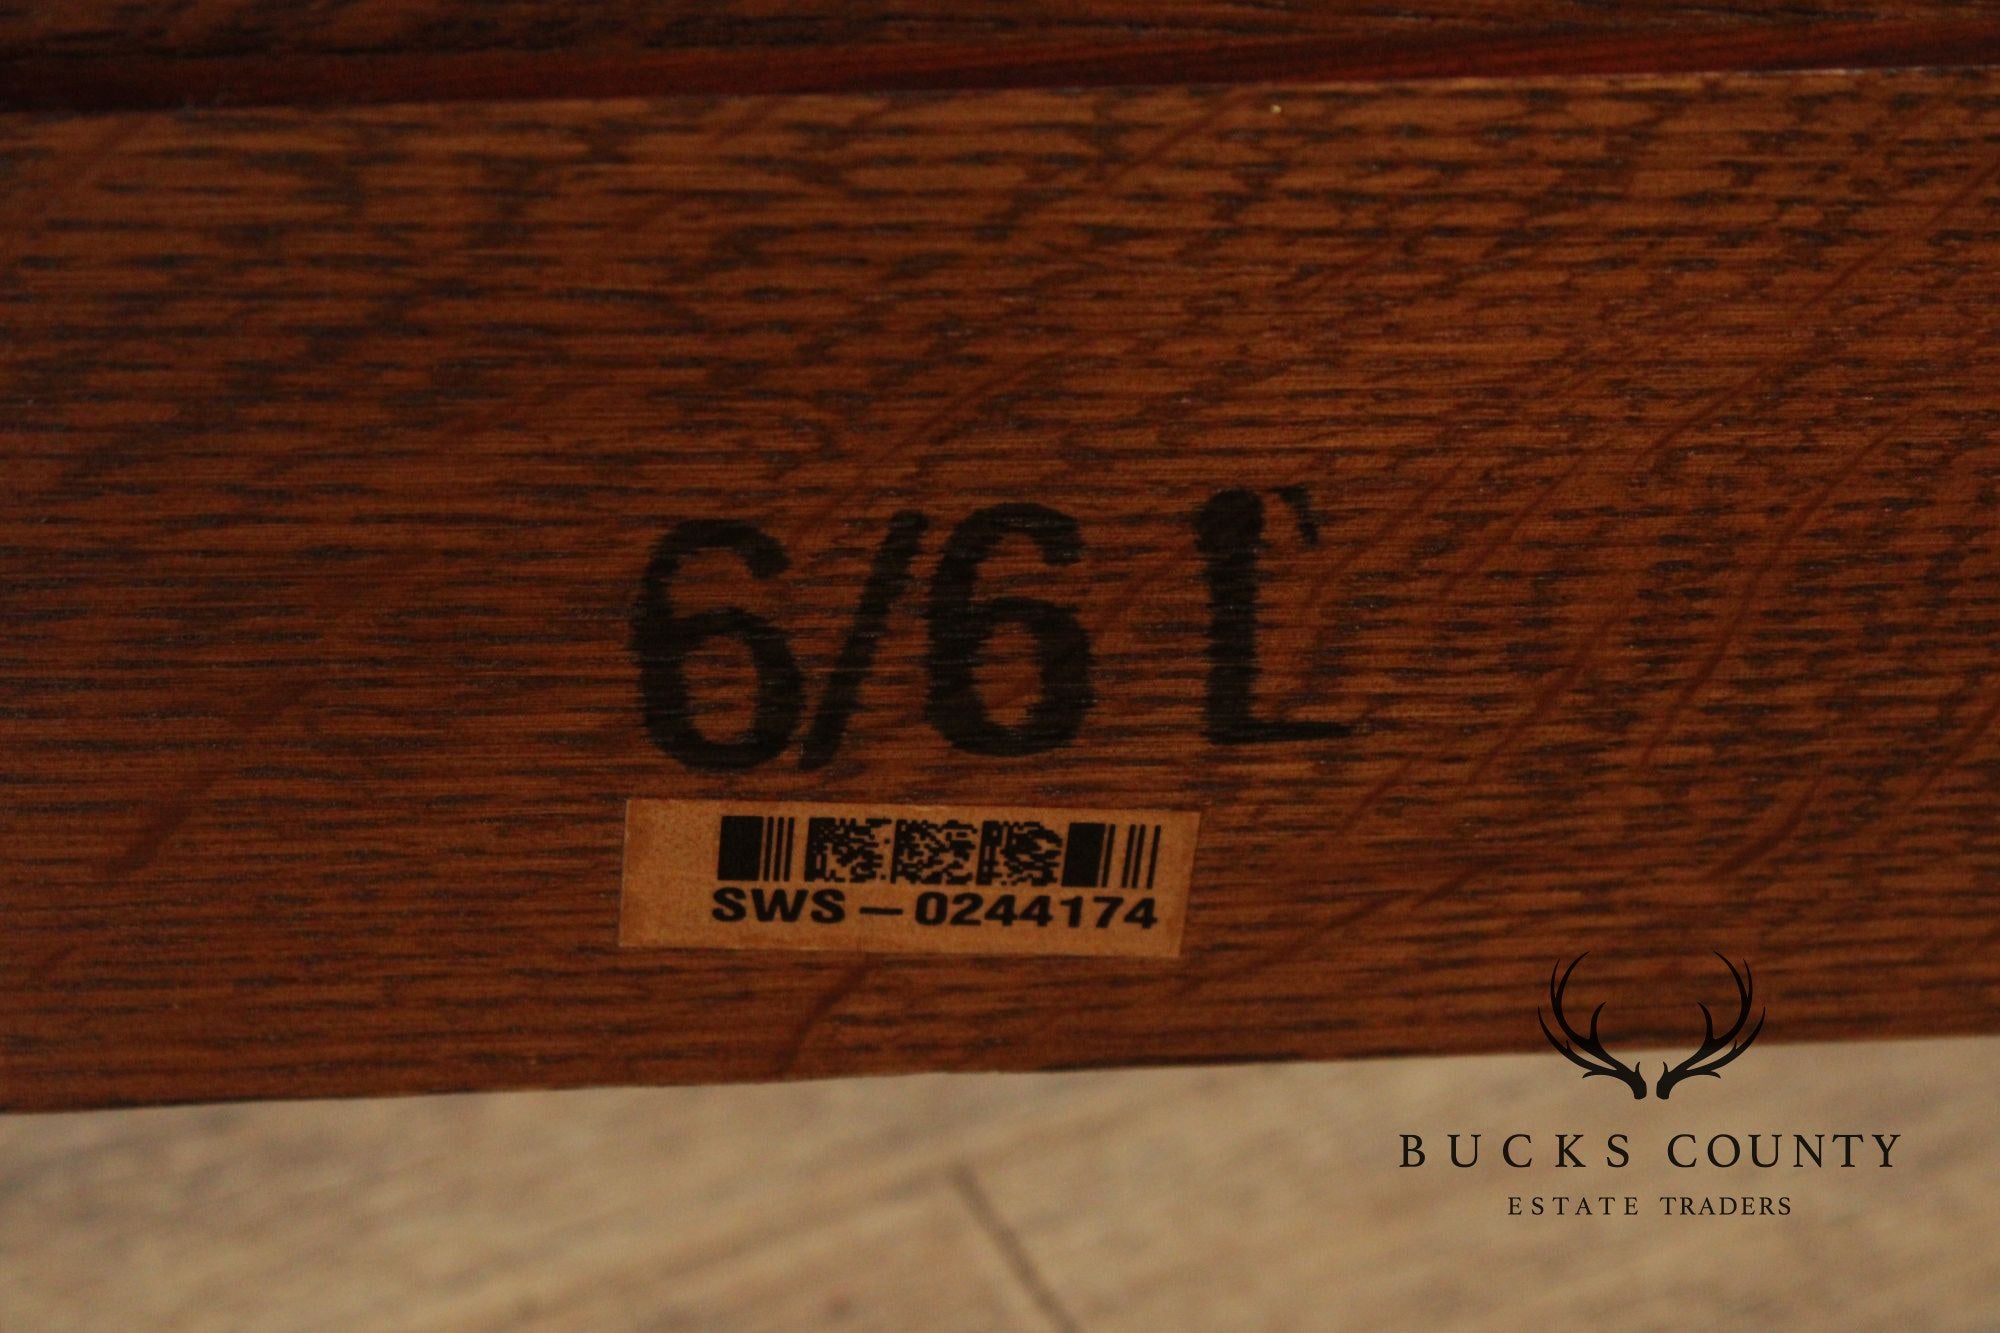 6/6 L
SWS-0244174
BUCKS COUNTY
ESTATE TRADERS